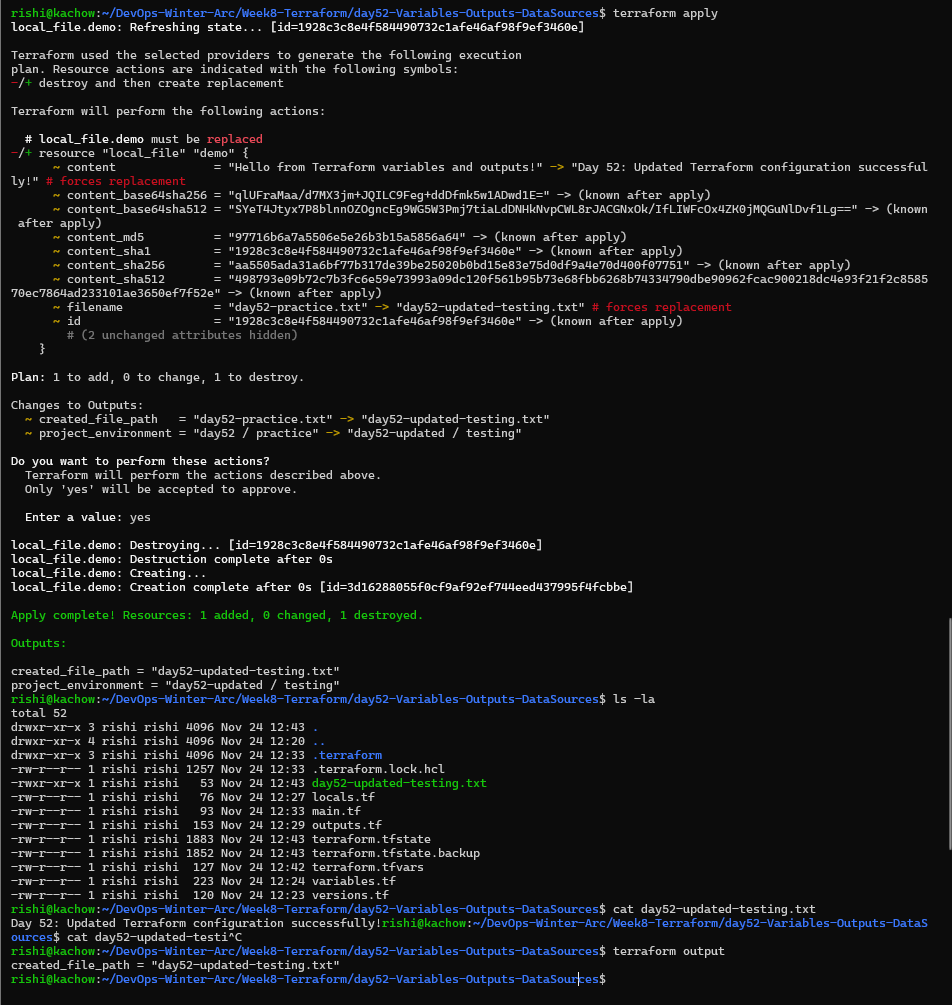 rishi@kachow:~/DevOps-Winter-Arc/Week8-Terraform/day52-Variables-Outputs-DataSources$ terraform apply
local_file.demo: Refreshing state... [id=1928c3c8e4f584490732c1afe46af98f9ef3460e]
Terraform used the selected providers to generate the following execution
plan. Resource actions are indicated with the following symbols:
-/+ destroy and then create replacement
Terraform will perform the following actions:
  # local_file.demo must be replaced
-/+ resource "local_file" "demo" {
      ~ content              = "Hello from Terraform variables and outputs!" -> "Day 52: Updated Terraform configuration successful
ly!" # forces replacement
      ~ content_base64sha256 = "qlUFraMaa/d7MX3jm+JQILC9Feg+ddDfmk5w1ADwd1E=" -> (known after apply)
      ~ content_base64sha512 = "SYeT4Jtyx7P8blnnOZOgncEg9WG5W3Pmj7tiaLdDNHkNvpCWL8rJACGNxOk/IfLIWFcOx4ZK0jMQGuNlDvf1Lg==" -> (known
 after apply)
      ~ content_md5          = "97716b6a7a5506e5e26b3b15a5856a64" -> (known after apply)
      ~ content_sha1         = "1928c3c8e4f584490732c1afe46af98f9ef3460e" -> (known after apply)
      ~ content_sha256       = "aa5505ada31a6bf77b317de39be25020b0bd15e83e75d0df9a4e70d400f07751" -> (known after apply)
      ~ content_sha512       = "498793e09b72c7b3fc6e59e73993a09dc120f561b95b73e68fbb6268b74334790dbe90962fcac900218dc4e93f21f2c8585
70ec7864ad233101ae3650ef7f52e" -> (known after apply)
      ~ filename             = "day52-practice.txt" -> "day52-updated-testing.txt" # forces replacement
      ~ id                   = "1928c3c8e4f584490732c1afe46af98f9ef3460e" -> (known after apply)
        # (2 unchanged attributes hidden)
    }
Plan: 1 to add, 0 to change, 1 to destroy.
Changes to Outputs:
  ~ created_file_path   = "day52-practice.txt" -> "day52-updated-testing.txt"
  ~ project_environment = "day52 / practice" -> "day52-updated / testing"
Do you want to perform these actions?
  Terraform will perform the actions described above.
  Only 'yes' will be accepted to approve.
  Enter a value: yes
local_file.demo: Destroying... [id=1928c3c8e4f584490732c1afe46af98f9ef3460e]
local_file.demo: Destruction complete after 0s
local_file.demo: Creating...
local_file.demo: Creation complete after 0s [id=3d16288055f0cf9af92ef744eed437995f4fcbbe]
Apply complete! Resources: 1 added, 0 changed, 1 destroyed.
Outputs:
created_file_path = "day52-updated-testing.txt"
project_environment = "day52-updated / testing"
rishi@kachow:~/DevOps-Winter-Arc/Week8-Terraform/day52-Variables-Outputs-DataSources$ ls -la
total 52
drwxr-xr-x 3 rishi rishi 4096 Nov 24 12:43 .
drwxr-xr-x 4 rishi rishi 4096 Nov 24 12:20 ..
drwxr-xr-x 3 rishi rishi 4096 Nov 24 12:33 .terraform
-rw-r--r-- 1 rishi rishi 1257 Nov 24 12:33 .terraform.lock.hcl
-rwxr-xr-x 1 rishi rishi   53 Nov 24 12:43 day52-updated-testing.txt
-rw-r--r-- 1 rishi rishi   76 Nov 24 12:27 locals.tf
-rw-r--r-- 1 rishi rishi   93 Nov 24 12:33 main.tf
-rw-r--r-- 1 rishi rishi  153 Nov 24 12:29 outputs.tf
-rw-r--r-- 1 rishi rishi 1883 Nov 24 12:43 terraform.tfstate
-rw-r--r-- 1 rishi rishi 1852 Nov 24 12:43 terraform.tfstate.backup
-rw-r--r-- 1 rishi rishi  127 Nov 24 12:42 terraform.tfvars
-rw-r--r-- 1 rishi rishi  223 Nov 24 12:24 variables.tf
-rw-r--r-- 1 rishi rishi  120 Nov 24 12:23 versions.tf
rishi@kachow:~/DevOps-Winter-Arc/Week8-Terraform/day52-Variables-Outputs-DataSources$ cat day52-updated-testing.txt
Day 52: Updated Terraform configuration successfully!rishi@kachow:~/DevOps-Winter-Arc/Week8-Terraform/day52-Variables-Outputs-DataS
ources$ cat day52-updated-testi^C
rishi@kachow:~/DevOps-Winter-Arc/Week8-Terraform/day52-Variables-Outputs-DataSources$ terraform output
created_file_path = "day52-updated-testing.txt"
rishi@kachow:~/DevOps-Winter-Arc/Week8-Terraform/day52-Variables-Outputs-DataSources$